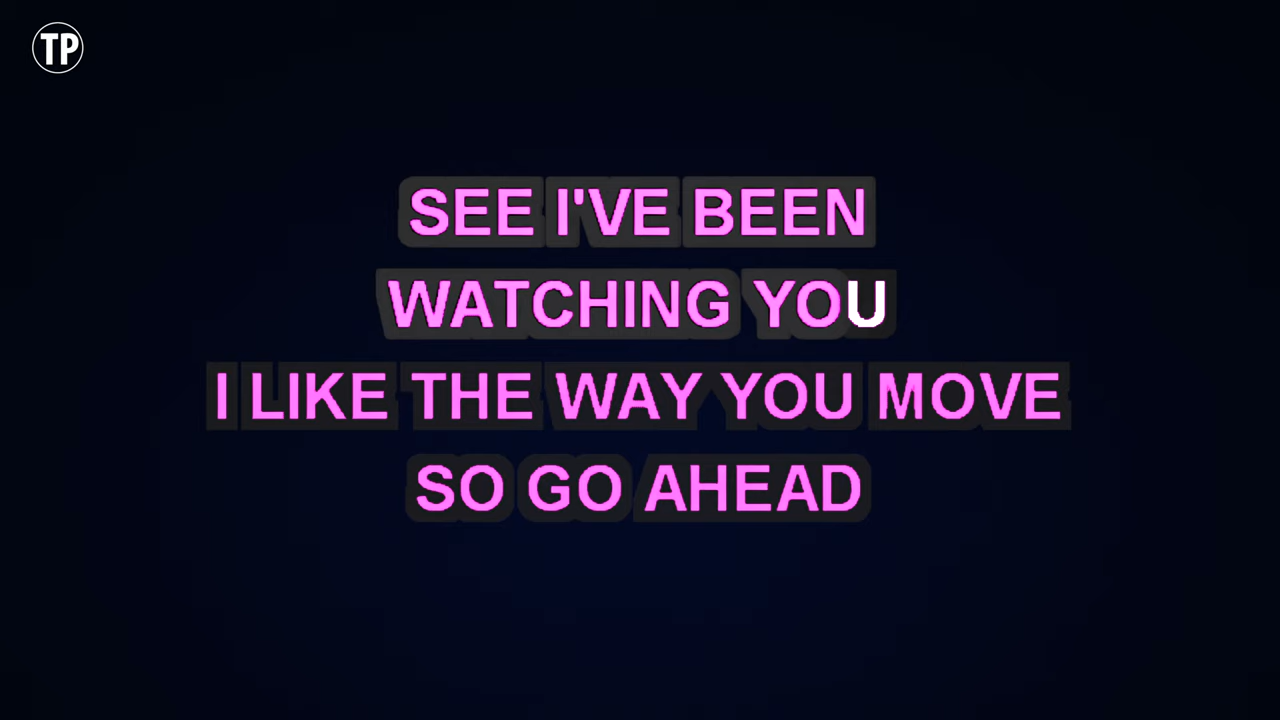 TP
SEE I'VE BEEN
WATCHING YOU
I LIKE THE WAY YOU MOVE
SO GO AHEAD